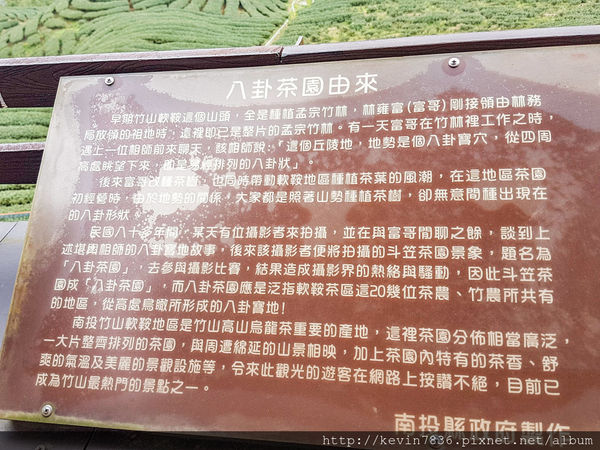 八卦茶園由來
早期竹山軟鞍這個山頭，全是種植孟宗竹林，林雍富(富哥)剛接領由林務
局放領的祖地時，這裡即已是整片的孟宗竹林。有一天富哥在竹林裡工作之時，
遇上一位相師前來聊天，該相師說：「這個丘陵地，地勢是個八卦寶穴，從四周
高處眺望下來，即呈 排列的八卦狀」。
後來富哥改種茶樹，也同時帶動軟鞍地區種植茶葉的風潮，在這地區茶園
初經營時，由於地勢的關係，大家都是照著山勢種植茶樹，卻無意間種出現在
的八卦形狀。
民國八十多年間，某天有位攝影者來拍攝，並在與富哥閒聊之餘，談到上
述堪輿相師的八卦寶地故事，後來該攝影者便將拍攝的斗笠茶園景象，題名為
「八卦茶園」，去參與攝影比賽，結果造成攝影界的熱絡與騷動，因此斗笠茶
園成「八卦茶園」，而八卦茶園應是泛指軟鞍茶區這20幾位茶農、竹農所共有
的地區，從高處鳥瞰所形成的八卦寶地!
南投竹山軟鞍地區是竹山高山烏龍茶重要的產地，這裡茶園分佈相當廣泛，
一大片整齊排列的茶園，與周遭綿延的山景相映，加上茶園內特有的茶香、舒
爽的氣溫及美麗的景觀設施等，令來此觀光的遊客在網路上按讚不絕，目前已
成為竹山最熱門的景點之一。
南投縣政府製作
http://kevin7836.pixnet.net/album